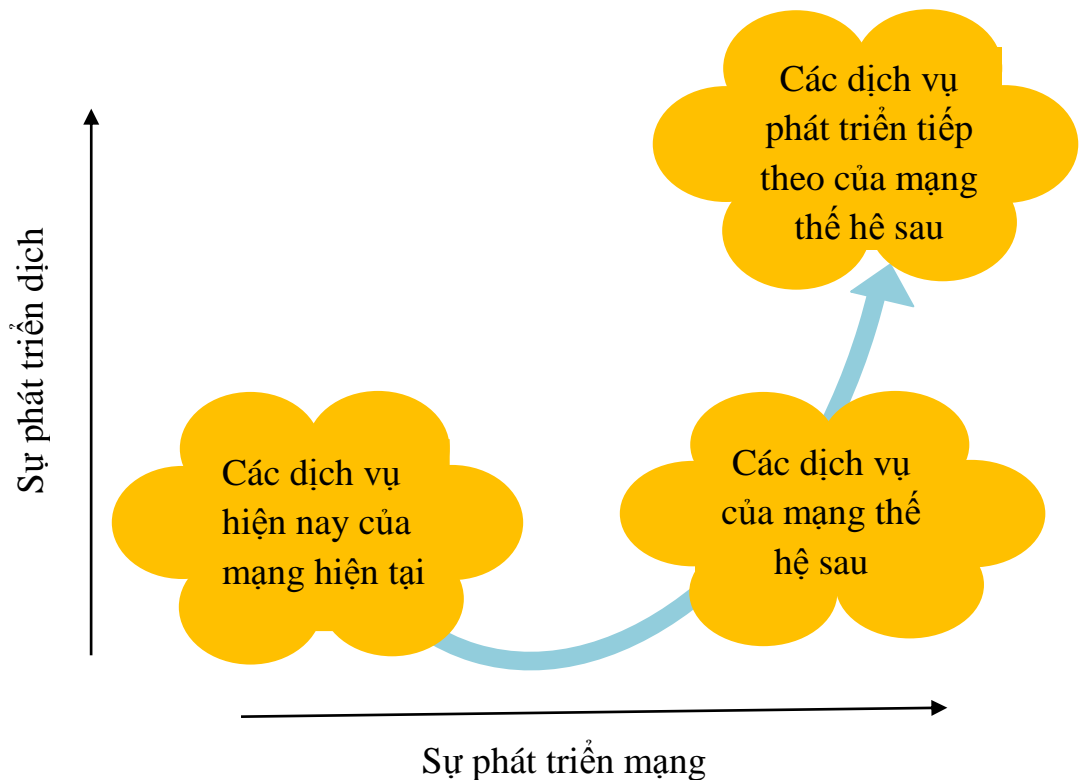 Các dịch vụ
phát triển tiếp
theo của mạng
thế hê sau
Sự phát triển dịch
Các dịch vụ
hiện nay của
mạng hiện tại
Các dịch vụ
của mạng thế
hệ sau
Sự phát triển mạng